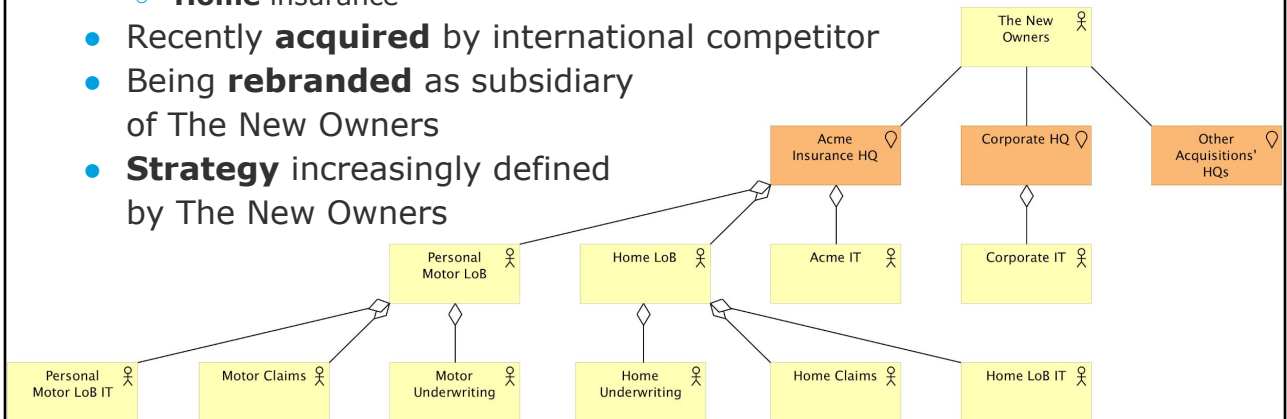 Home insurance
Recently acquired by international competitor
Being rebranded as subsidiary
of The New Owners
Strategy increasingly defined
by The New Owners
The New
Owners
Acme
Insurance HQ
Corporate HQ
Other
Acquisitions'
HQs
Personal
Motor LoB
Home LoB
Acme IT
Corporate IT
Personal
Motor LoB IT
Motor Claims
Motor
Underwriting
Home
Underwriting
Home Claims
Home LoB IT